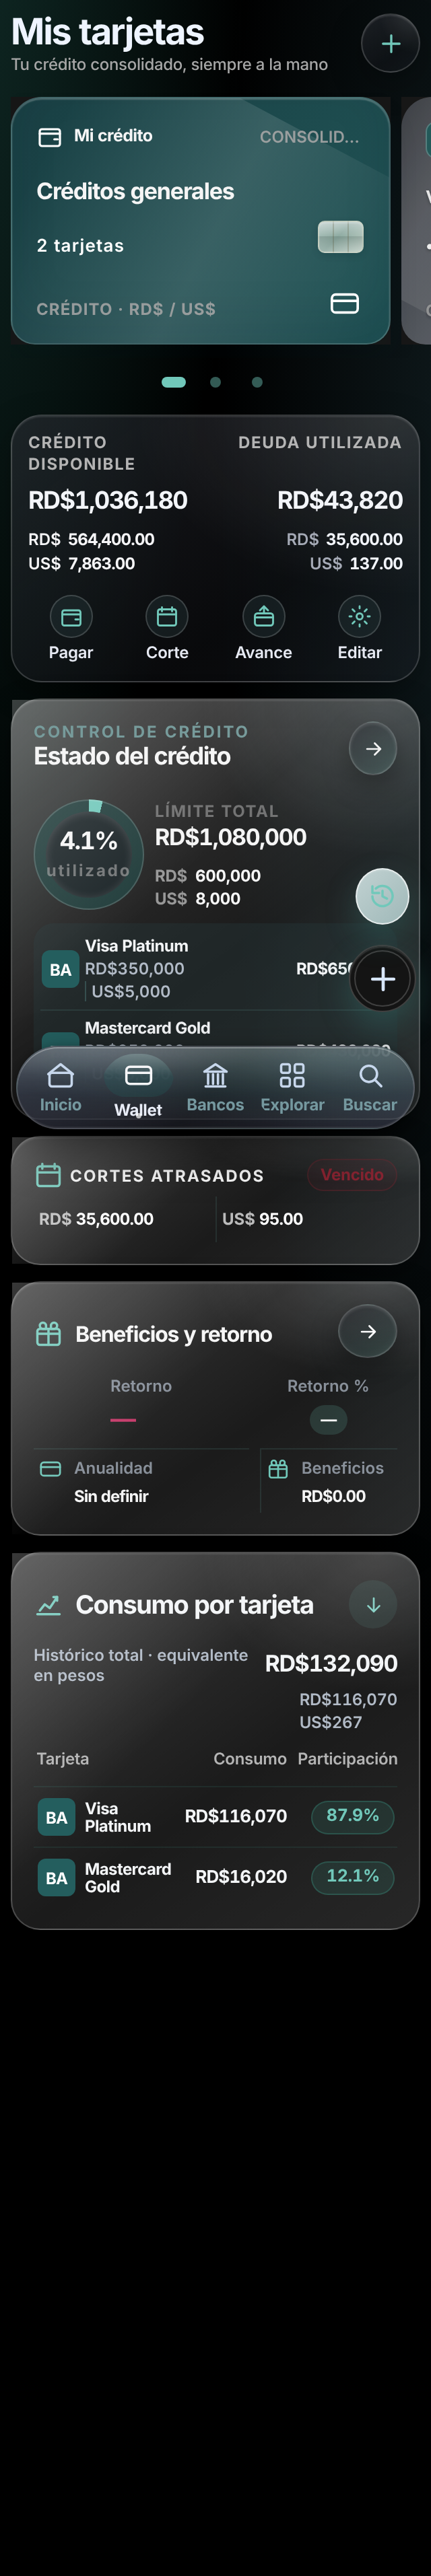 Mis tarjetas
Tu crédito consolidado, siempre a la mano
Mi crédito
CONSOLID...
Créditos generales
2 tarjetas
CRÉDITO · RD$ / US$
CRÉDITO DEUDA UTILIZADA
DISPONIBLE
RD$1,036,180 RD$43,820
RD$ 564,400.00 RD$ 35,600.00
US$ 7,863.00 US$ 137.00
Pagar Corte Avance Editar
CONTROL DE CRÉDITO
Estado del crédito
4.1%
utilizado
LÍMITE TOTAL
RD$1,080,000
RD$ 600,000
US$ 8,000
BA
Visa Platinum
RD$350,000
US$5,000
Mastercard Gold
Inicio Wallet Bancos Explorar Buscar
CORTES ATRASADOS Vencido
RD$ 35,600.00 US$ 95.00
Beneficios y retorno
Retorno Retorno %
— —
Anualidad Beneficios
Sin definir RD$0.00
Consumo por tarjeta
Histórico total · equivalente
en pesos
RD$132,090
RD$116,070
US$267
Tarjeta Consumo Participación
BA Visa
Platinum RD$116,070 87.9%
BA Mastercard
Gold RD$16,020 12.1%